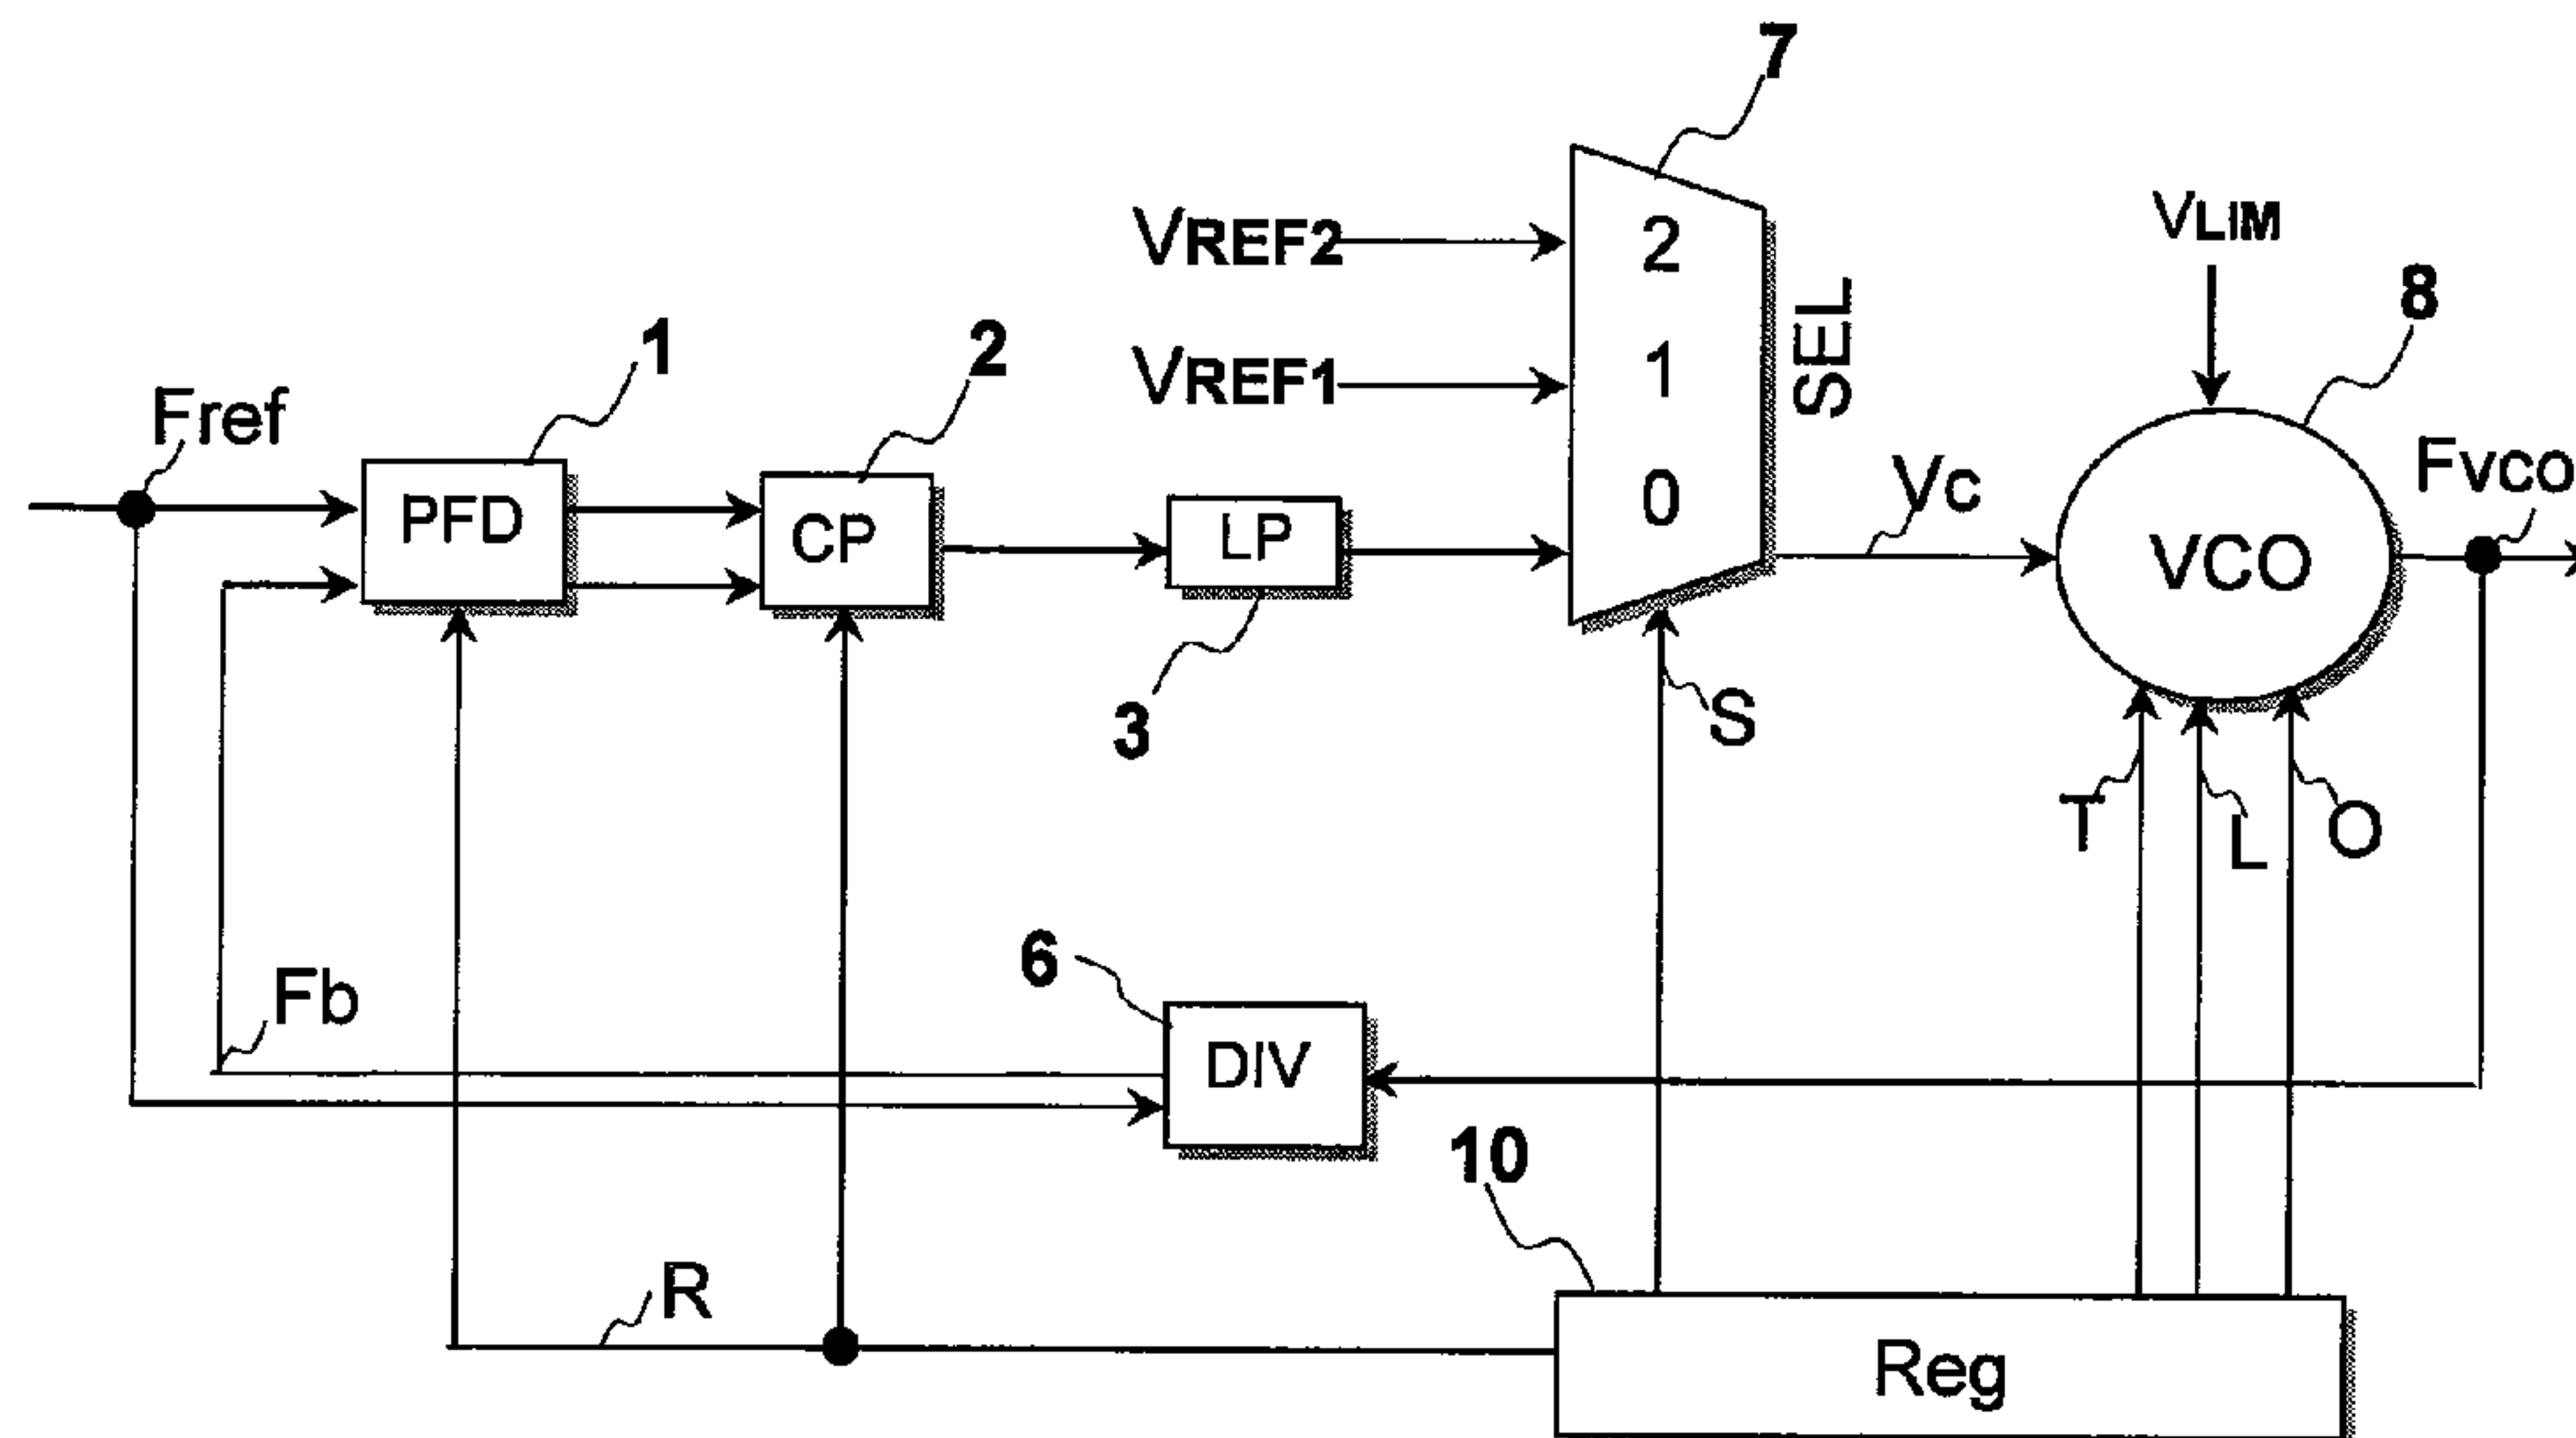 7
VREF2
2
VLIM
8
1
2
VREF1
1
SEL
Fref
PFD
CP
LP
0
Vc
VCO
Fvco
3
S
T
L
O
6
Fb
DIV
10
R
Reg